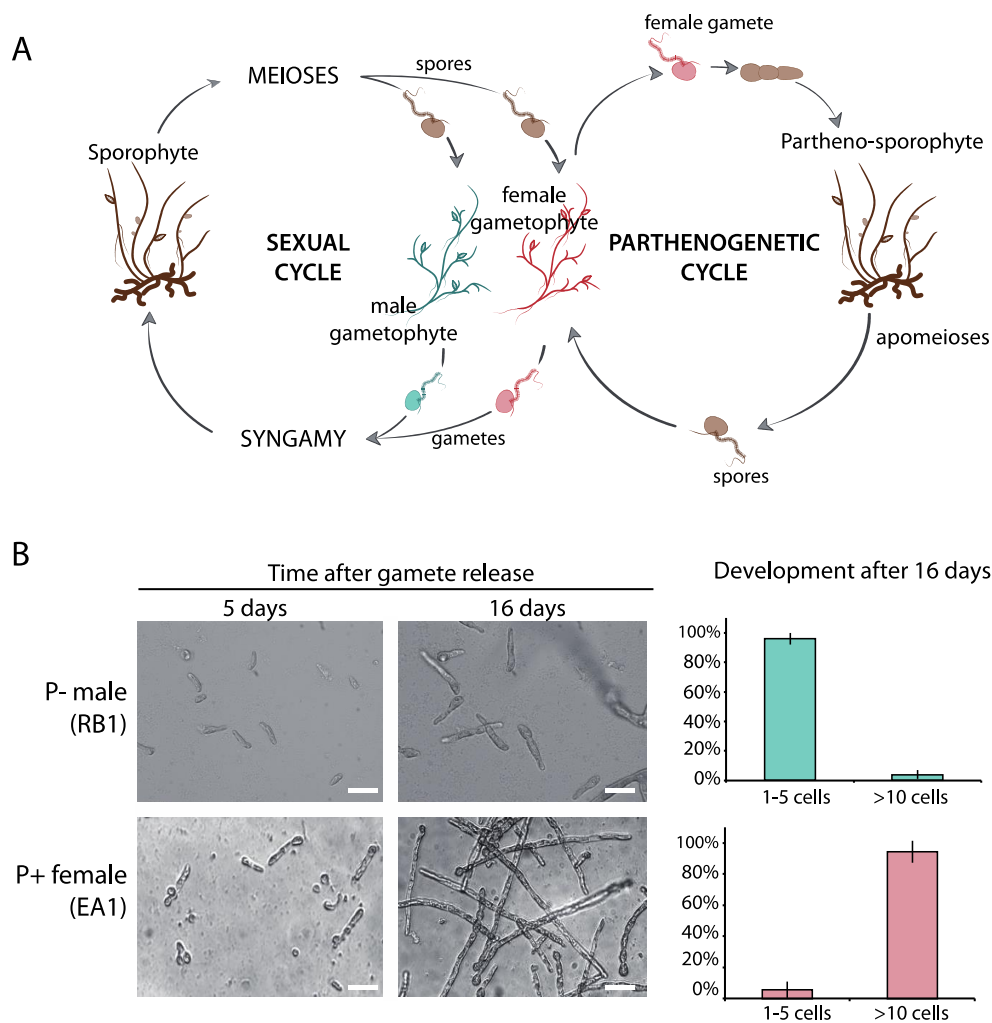 A
female gamete
MEIOSES
spores
Sporophyte
Partheno-sporophyte
female
gametophyte
SEXUAL
CYCLE
PARTHENOGENETIC
CYCLE
male
gametophyte
apomeioses
SYNGAMY
gametes
spores
B
Time after gamete release
Development after 16 days
5 days
16 days
P- male
(RB1)
100%
80%
60%
40%
20%
0%
1-5 cells
>10 cells
P+ female
(EA1)
100%
80%
60%
40%
20%
0%
1-5 cells
>10 cells